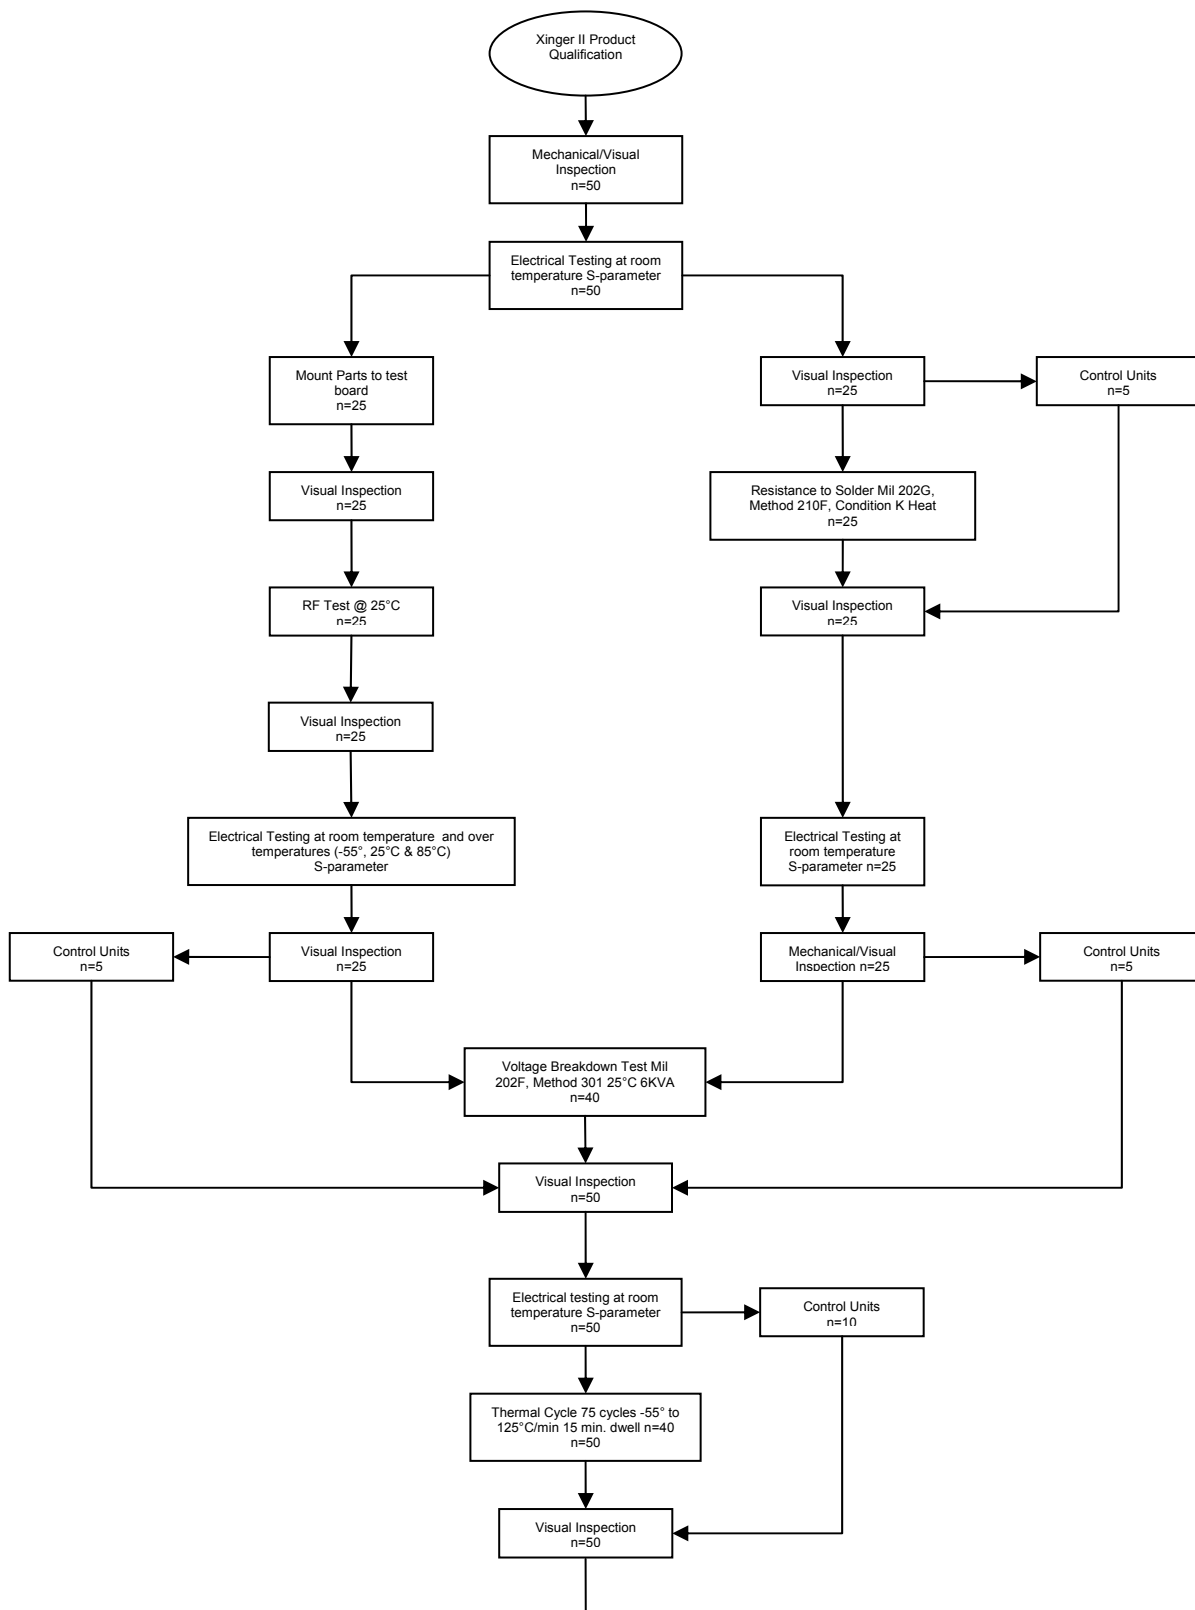 Xinger II Product
Qualification
Mechanical/Visual
Inspection
n=50
Electrical Testing at room
temperature S-parameter
n=50
Mount Parts to test
board
n=25
Visual Inspection
n=25
Control Units
n=5
Visual Inspection
n=25
Resistance to Solder Mil 202G,
Method 210F, Condition K Heat
n=25
RF Test @ 25°C
n=25
Visual Inspection
n=25
Visual Inspection
n=25
Electrical Testing at room temperature  and over
temperatures (-55°, 25°C & 85°C)
S-parameter
Electrical Testing at
room temperature
S-parameter n=25
Control Units
n=5
Visual Inspection
n=25
Mechanical/Visual
Inspection n=25
Control Units
n=5
Voltage Breakdown Test Mil
202F, Method 301 25°C 6KVA
n=40
Visual Inspection
n=50
Electrical testing at room
temperature S-parameter
n=50
Control Units
n=10
Thermal Cycle 75 cycles -55° to
125°C/min 15 min. dwell n=40
n=50
Visual Inspection
n=50